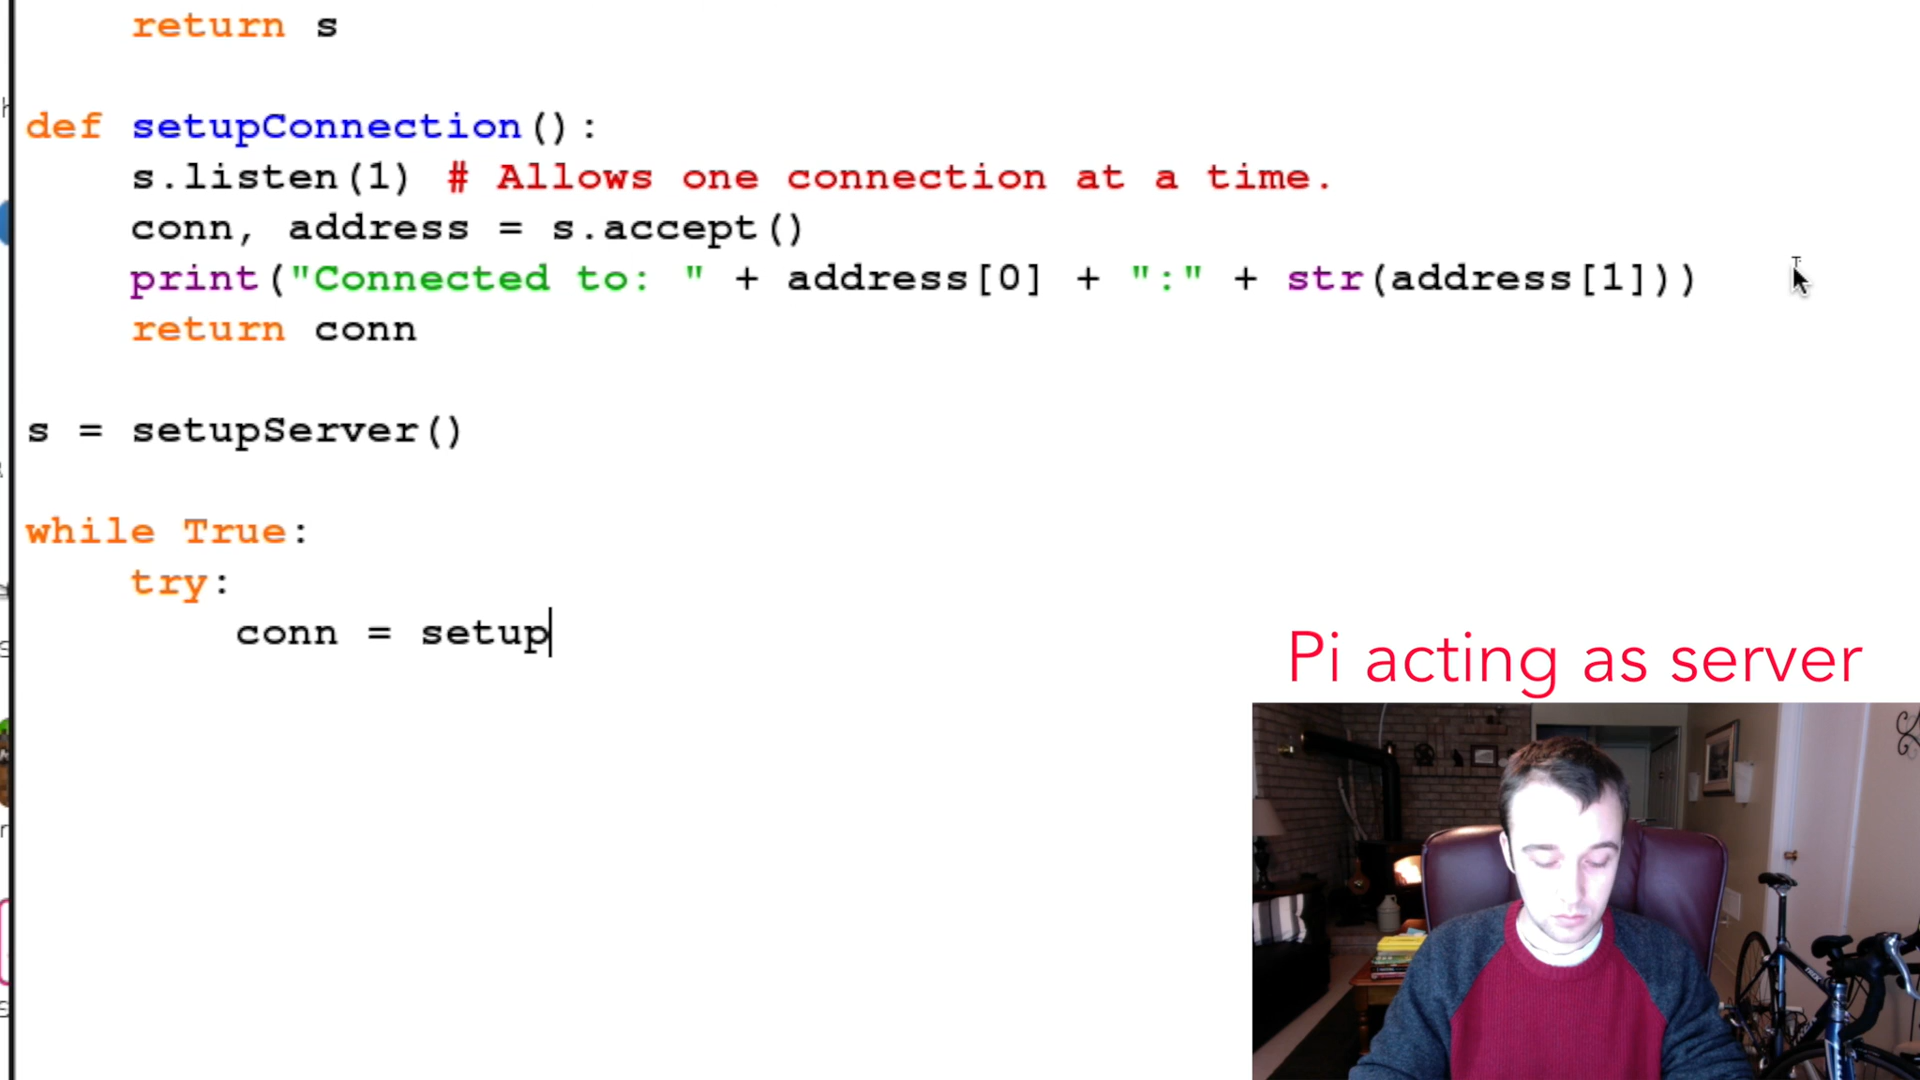 return s
def setupConnection():
s.listen(1) # Allows one connection at a time.
conn, address = s.accept()
print("Connected to: " + address[0] + ":" + str(address[1]))
return conn
s = setupServer()
while True:
try:
conn = setup
Pi acting as server